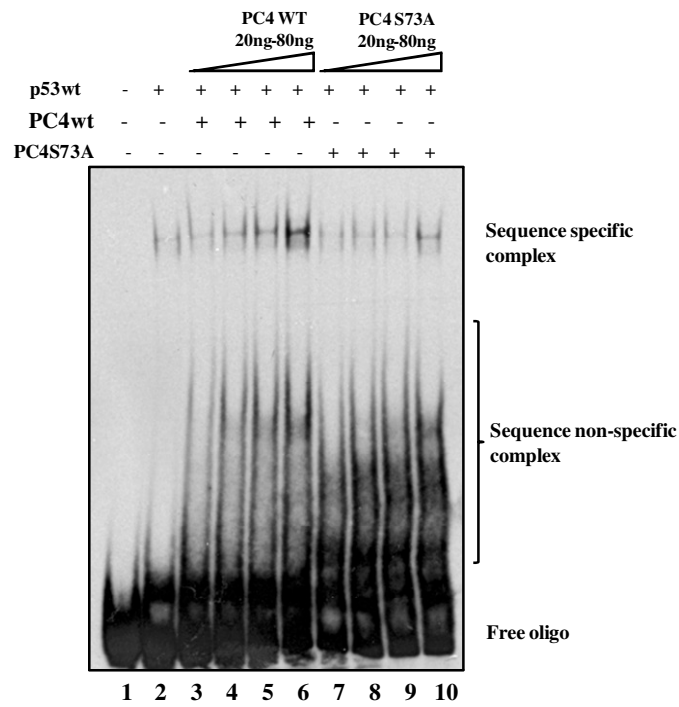 PC4 WT PC4 S73A
20ng-80ng 20ng-80ng
p53wt - + + + + + + + + +
PC4wt - - + + + + - - - -
PC4S73A - - - - - - + + + +
Sequence specific
complex
Sequence non-specific
complex
Free oligo
1 2 3 4 5 6 7 8 9 10